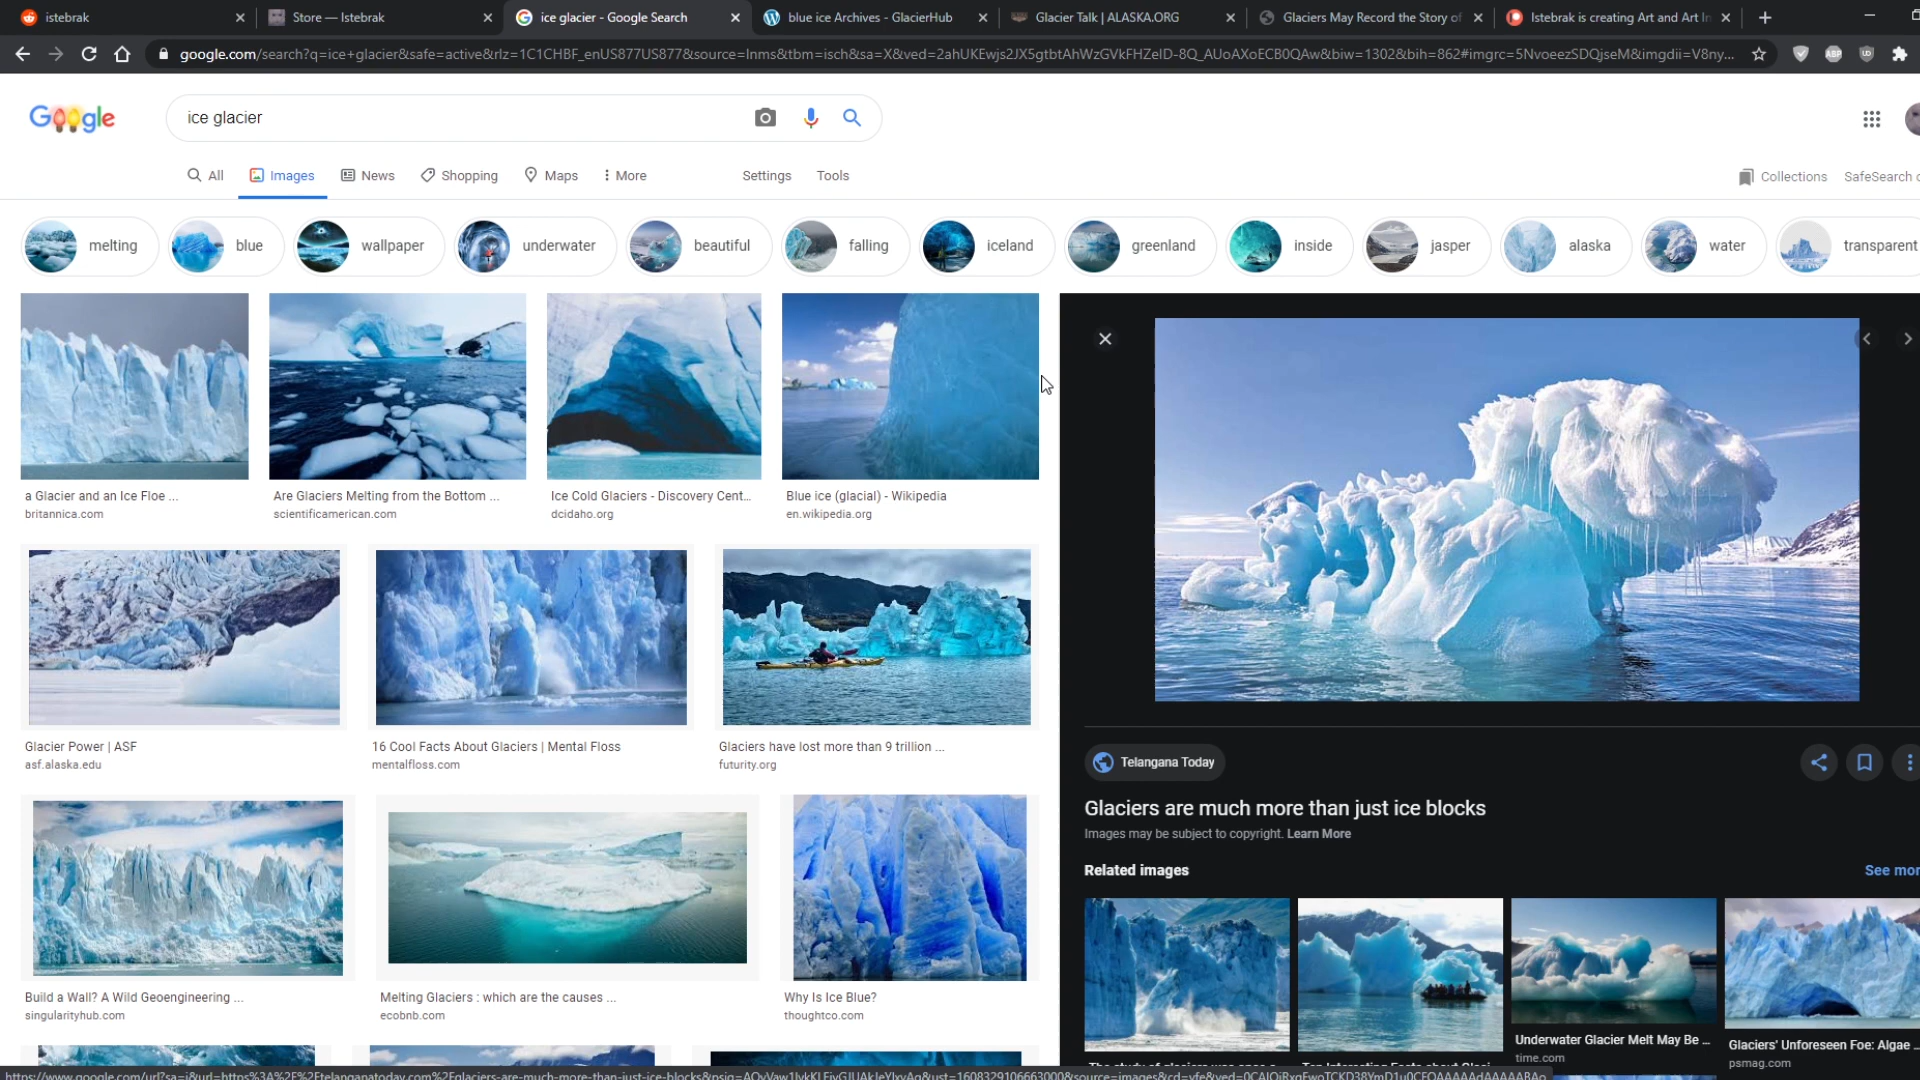 istebrak
Store — Istebrak
ice glacier - Google Search
blue ice Archives - GlacierHub
Glacier Talk | ALASKA.ORG
Glaciers May Record the Story of
Istebrak is creating Art and Art In
google.com/search?q=ice+glacier&safe=active&rlz=1C1CHBF_enUS877US877&source=lnms&tbm=isch&sa=X&ved=2ahUKEwjs2JX5gtbtAhWzGVkFHZeID-8Q_AUoAXoECB0QAw&biw=1302&bih=862#imgrc=5NvoeezSDQjseM&imgdii=V8ny...
ABP
Google
ice glacier
All
Images
News
Shopping
Maps
More
Settings
Tools
Collections
SafeSearch
melting
blue
wallpaper
underwater
beautiful
falling
iceland
greenland
inside
jasper
alaska
water
transparent
a Glacier and an Ice Floe ...
britannica.com
Are Glaciers Melting from the Bottom ...
scientificamerican.com
Ice Cold Glaciers - Discovery Cent...
dcidaho.org
Blue ice (glacial) - Wikipedia
en.wikipedia.org
Glacier Power | ASF
asf.alaska.edu
16 Cool Facts About Glaciers | Mental Floss
mentalfloss.com
Glaciers have lost more than 9 trillion ...
futurity.org
Build a Wall? A Wild Geoengineering ...
singularityhub.com
Melting Glaciers : which are the causes ...
ecobnb.com
Why Is Ice Blue?
thoughtco.com
Telangana Today
Glaciers are much more than just ice blocks
Images may be subject to copyright. Learn More
Related images
See mor
Underwater Glacier Melt May Be ...
time.com
Glaciers' Unforeseen Foe: Algae ...
psmag.com